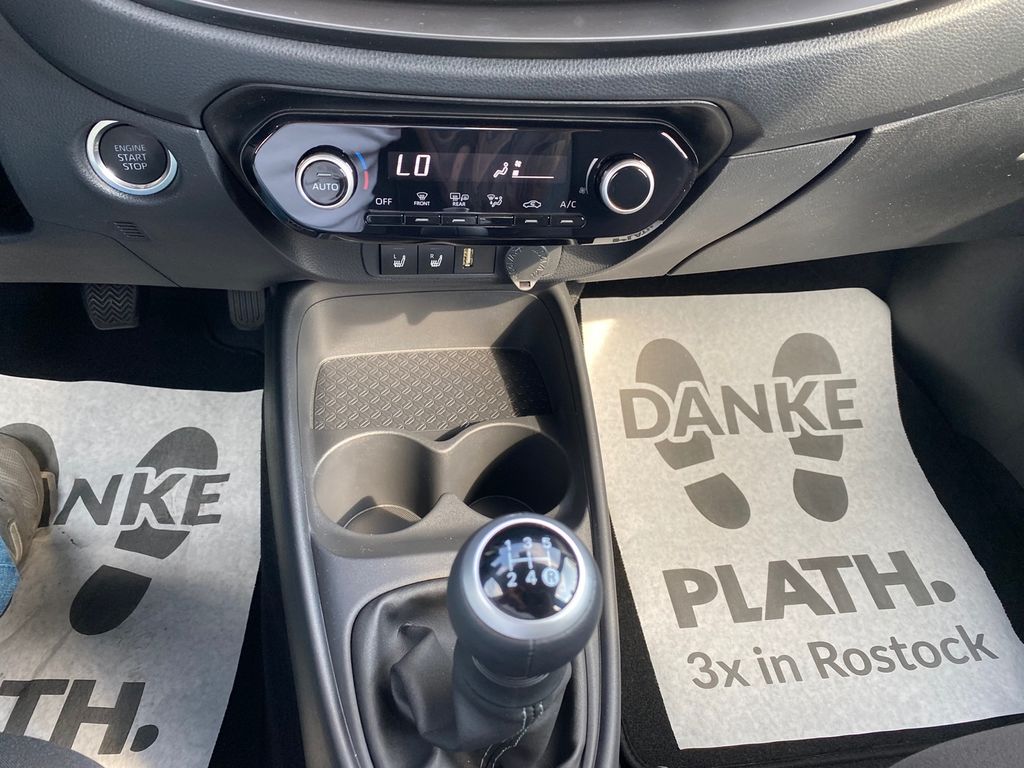 ENGINE
START
STOP
AUTO
LO
OFF
FRONT
REAR
A/C
L
R
1 3 5
2 4 R
DANKE
PLATH.
3x in Rostock
ANKE
TH.